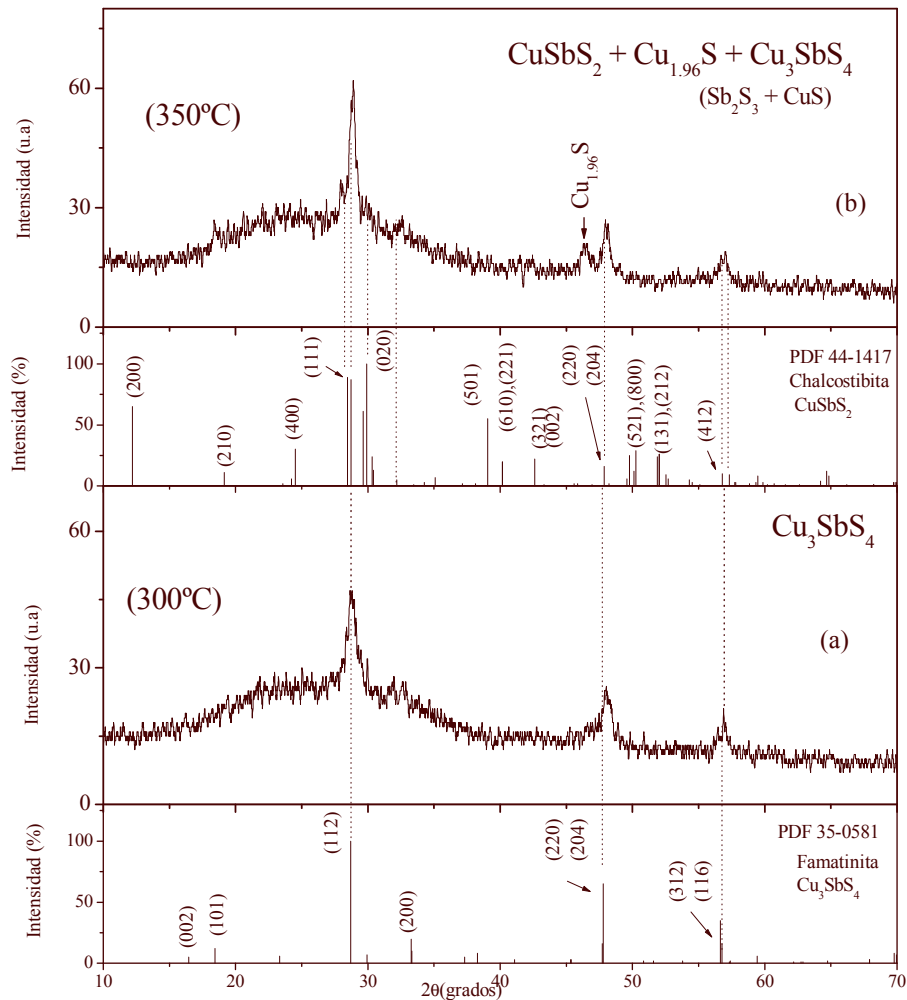 CuSbS₂ + Cu₁.₉₆S + Cu₃SbS₄
(Sb₂S₃ + CuS)
(350ºC)
Cu₁.₉₆S
(b)
Intensidad (u.a)
60
30
0
PDF 44-1417
Chalcostibita
CuSbS₂
Intensidad (%)
100
50
0
(200)
(210)
(400)
(111)
(020)
(501)
(610),(221)
(321)
(002)
(220)
(204)
(521),(800)
(131),(212)
(412)
Cu₃SbS₄
(300ºC)
(a)
Intensidad (u.a)
60
30
0
PDF 35-0581
Famatinita
Cu₃SbS₄
Intensidad (%)
100
50
0
(002)
(101)
(112)
(200)
(220)
(204)
(312)
(116)
10 20 30 40 50 60 70
2θ(grados)